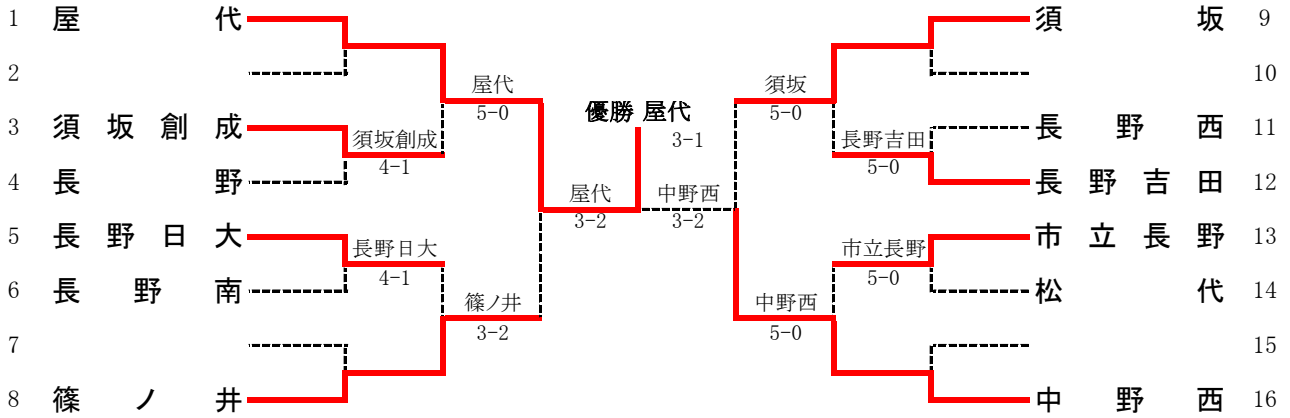 1 屋代 須坂 9
2 10
屋代 須坂
5-0 優勝 屋代 5-0
3 須坂創成 長野西 11
須坂創成 3-1 長野吉田
4-1 5-0
4 長野 長野吉田 12
屋代 中野西
3-2 3-2
5 長野日大 市立長野 13
長野日大 市立長野
4-1 5-0
6 長野南 松代 14
篠ノ井 中野西
3-2 5-0
7 15
8 篠ノ井 中野西 16